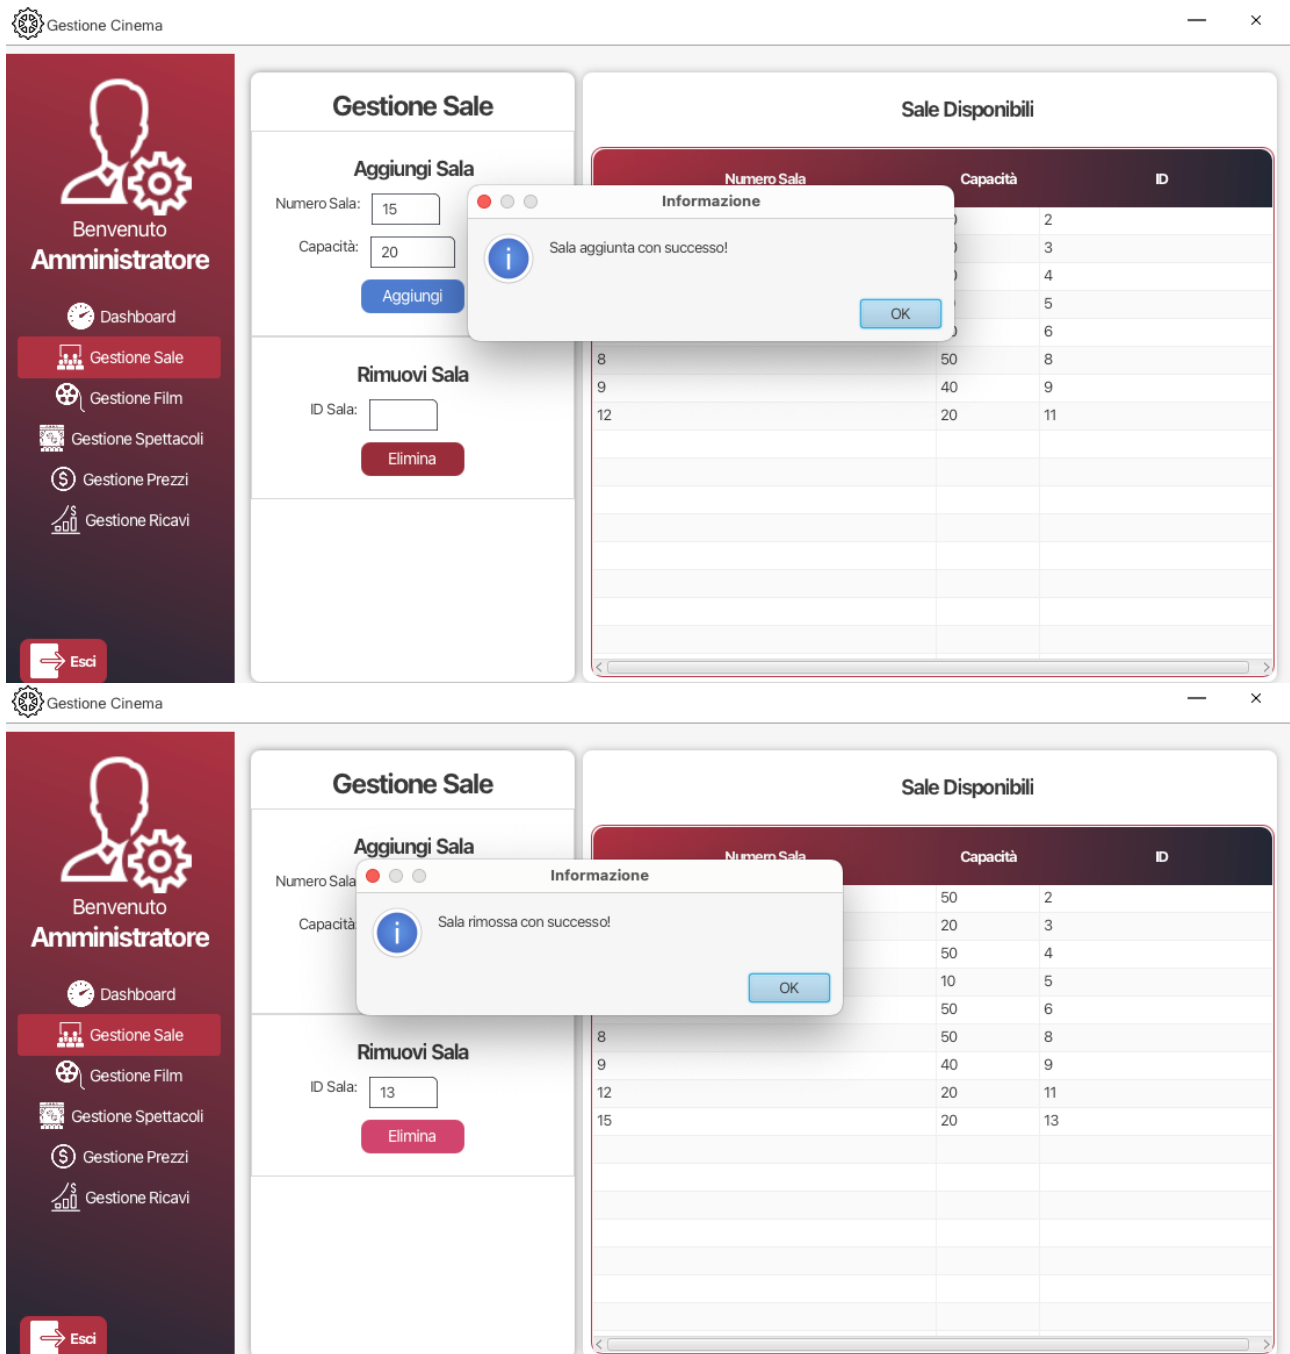 Gestione Cinema
Gestione Sale
Sale Disponibili
Aggiungi Sala
Numero Sala Capacità ID
Numero Sala: 15
Informazione
Benvenuto
Amministratore
Capacità: 20
Sala aggiunta con successo!
Aggiungi
OK
2
3
4
5
6
Dashboard
Gestione Sale
Gestione Film
Gestione Spettacoli
Gestione Prezzi
Gestione Ricavi
Esci
Rimuovi Sala
ID Sala:
Elimina
8 50 8
9 40 9
12 20 11
Gestione Cinema
Gestione Sale
Sale Disponibili
Aggiungi Sala
Numero Sala Capacità ID
Numero Sala
Informazione
Benvenuto
Amministratore
Capacità
Sala rimossa con successo!
OK
50 2
20 3
50 4
10 5
50 6
8 50 8
9 40 9
12 20 11
15 20 13
Dashboard
Gestione Sale
Gestione Film
Gestione Spettacoli
Gestione Prezzi
Gestione Ricavi
Esci
Rimuovi Sala
ID Sala: 13
Elimina